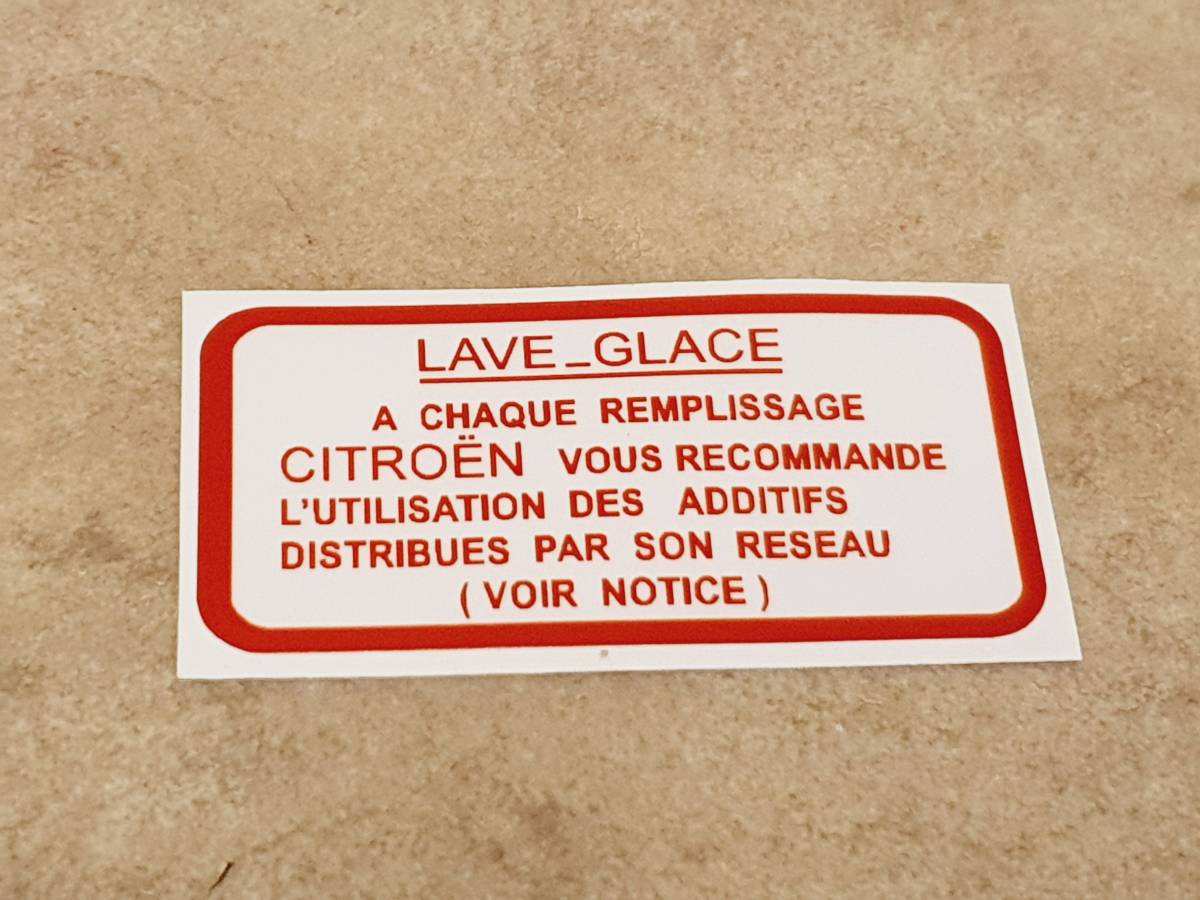 LAVE_GLACE
A CHAQUE REMPLISSAGE
CITROËN VOUS RECOMMANDE
L'UTILISATION DES ADDITIFS
DISTRIBUES PAR SON RESEAU
( VOIR NOTICE )